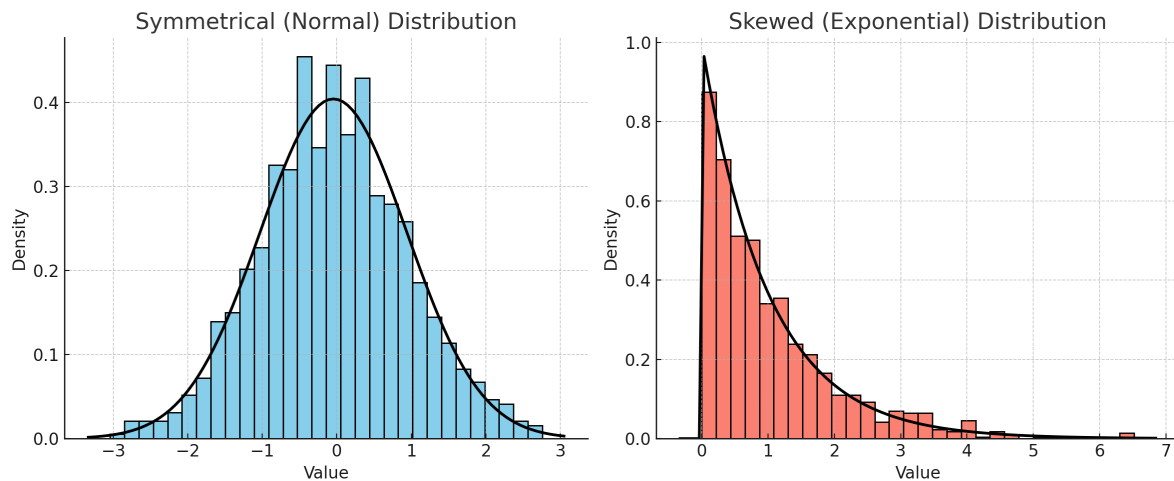 Symmetrical (Normal) Distribution
Density
0.4
0.3
0.2
0.1
0.0
−3 −2 −1 0 1 2 3
Value
Skewed (Exponential) Distribution
Density
1.0
0.8
0.6
0.4
0.2
0.0
0 1 2 3 4 5 6 7
Value